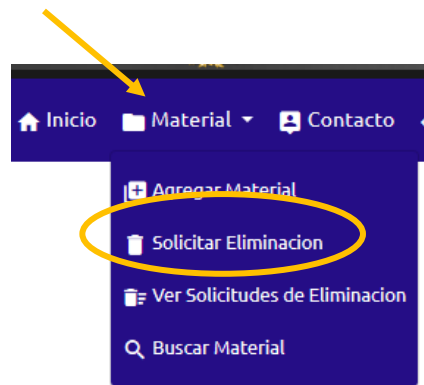 Inicio Material Contacto
Agregar Material
Solicitar Eliminacion
Ver Solicitudes de Eliminacion
Buscar Material